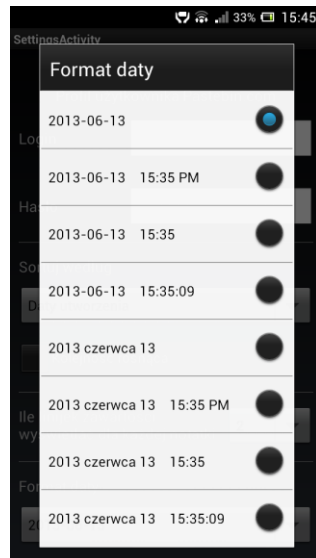 33% 15:45
SettingsActivity
Format daty
2013-06-13
2013-06-13 15:35 PM
2013-06-13 15:35
2013-06-13 15:35:09
2013 czerwca 13
2013 czerwca 13 15:35 PM
2013 czerwca 13 15:35
Ile
2013 czerwca 13 15:35:09